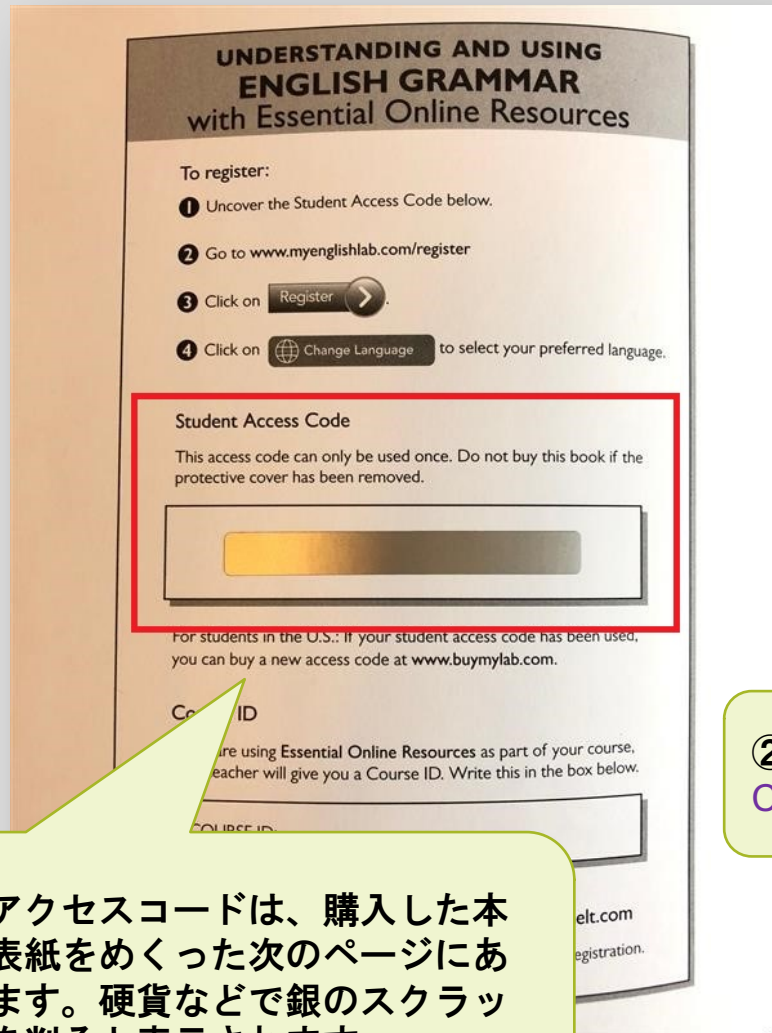 UNDERSTANDING AND USING
ENGLISH GRAMMAR
with Essential Online Resources
To register:
1 Uncover the Student Access Code below.
2 Go to www.myenglishlab.com/register
3 Click on Register .
4 Click on Change Language to select your preferred language.
Student Access Code
This access code can only be used once. Do not buy this book if the
protective cover has been removed.
For students in the U.S.: If your student access code has been used,
you can buy a new access code at www.buymylab.com.
ID
using Essential Online Resources as part of your course,
will give you a Course ID. Write this in the box below.
COURSE ID:
elt.com
egistration.
アクセスコードは、購入した本
表紙をめくった次のページにあ
ます。硬貨などで銀のスクラッ
②
C